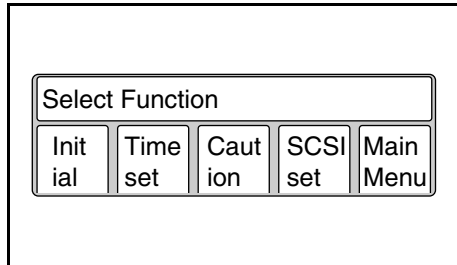 Select Function
Init Time Caut SCSI Main
ial set ion set Menu